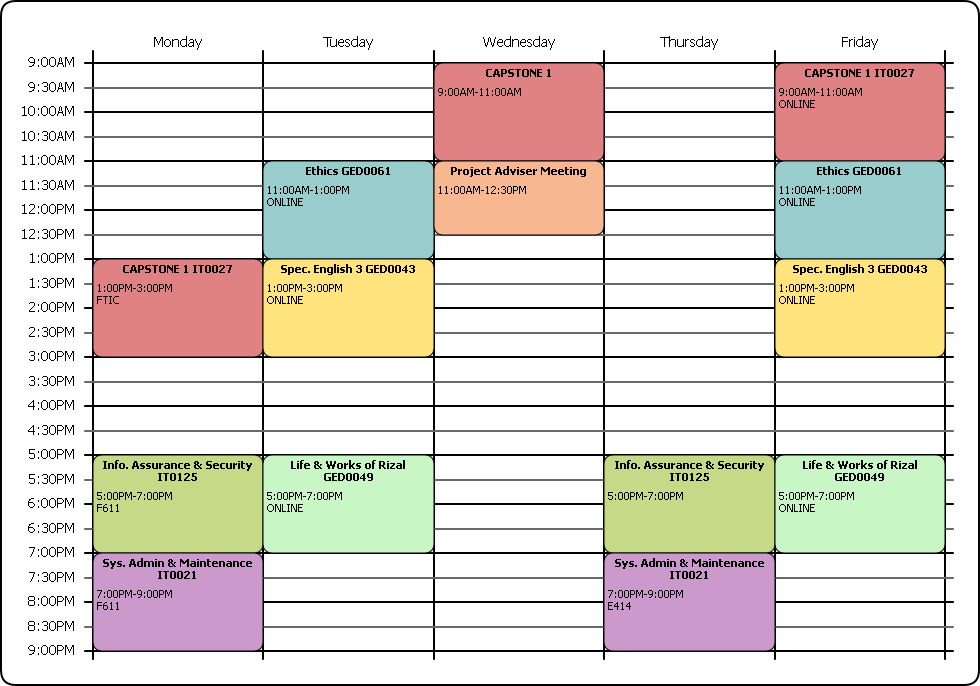 Monday Tuesday Wednesday Thursday Friday
9:00AM
9:30AM
10:00AM
10:30AM
11:00AM
11:30AM
12:00PM
12:30PM
1:00PM
1:30PM
2:00PM
2:30PM
3:00PM
3:30PM
4:00PM
4:30PM
5:00PM
5:30PM
6:00PM
6:30PM
7:00PM
7:30PM
8:00PM
8:30PM
9:00PM
CAPSTONE 1 IT0027
1:00PM-3:00PM
FTIC
Info. Assurance & Security
IT0125
5:00PM-7:00PM
F611
Sys. Admin & Maintenance
IT0021
7:00PM-9:00PM
F611
Ethics GED0061
11:00AM-1:00PM
ONLINE
Spec. English 3 GED0043
1:00PM-3:00PM
ONLINE
Life & Works of Rizal
GED0049
5:00PM-7:00PM
ONLINE
CAPSTONE 1
9:00AM-11:00AM
Project Adviser Meeting
11:00AM-12:30PM
Info. Assurance & Security
IT0125
5:00PM-7:00PM
Sys. Admin & Maintenance
IT0021
7:00PM-9:00PM
E414
CAPSTONE 1 IT0027
9:00AM-11:00AM
ONLINE
Ethics GED0061
11:00AM-1:00PM
ONLINE
Spec. English 3 GED0043
1:00PM-3:00PM
ONLINE
Life & Works of Rizal
GED0049
5:00PM-7:00PM
ONLINE